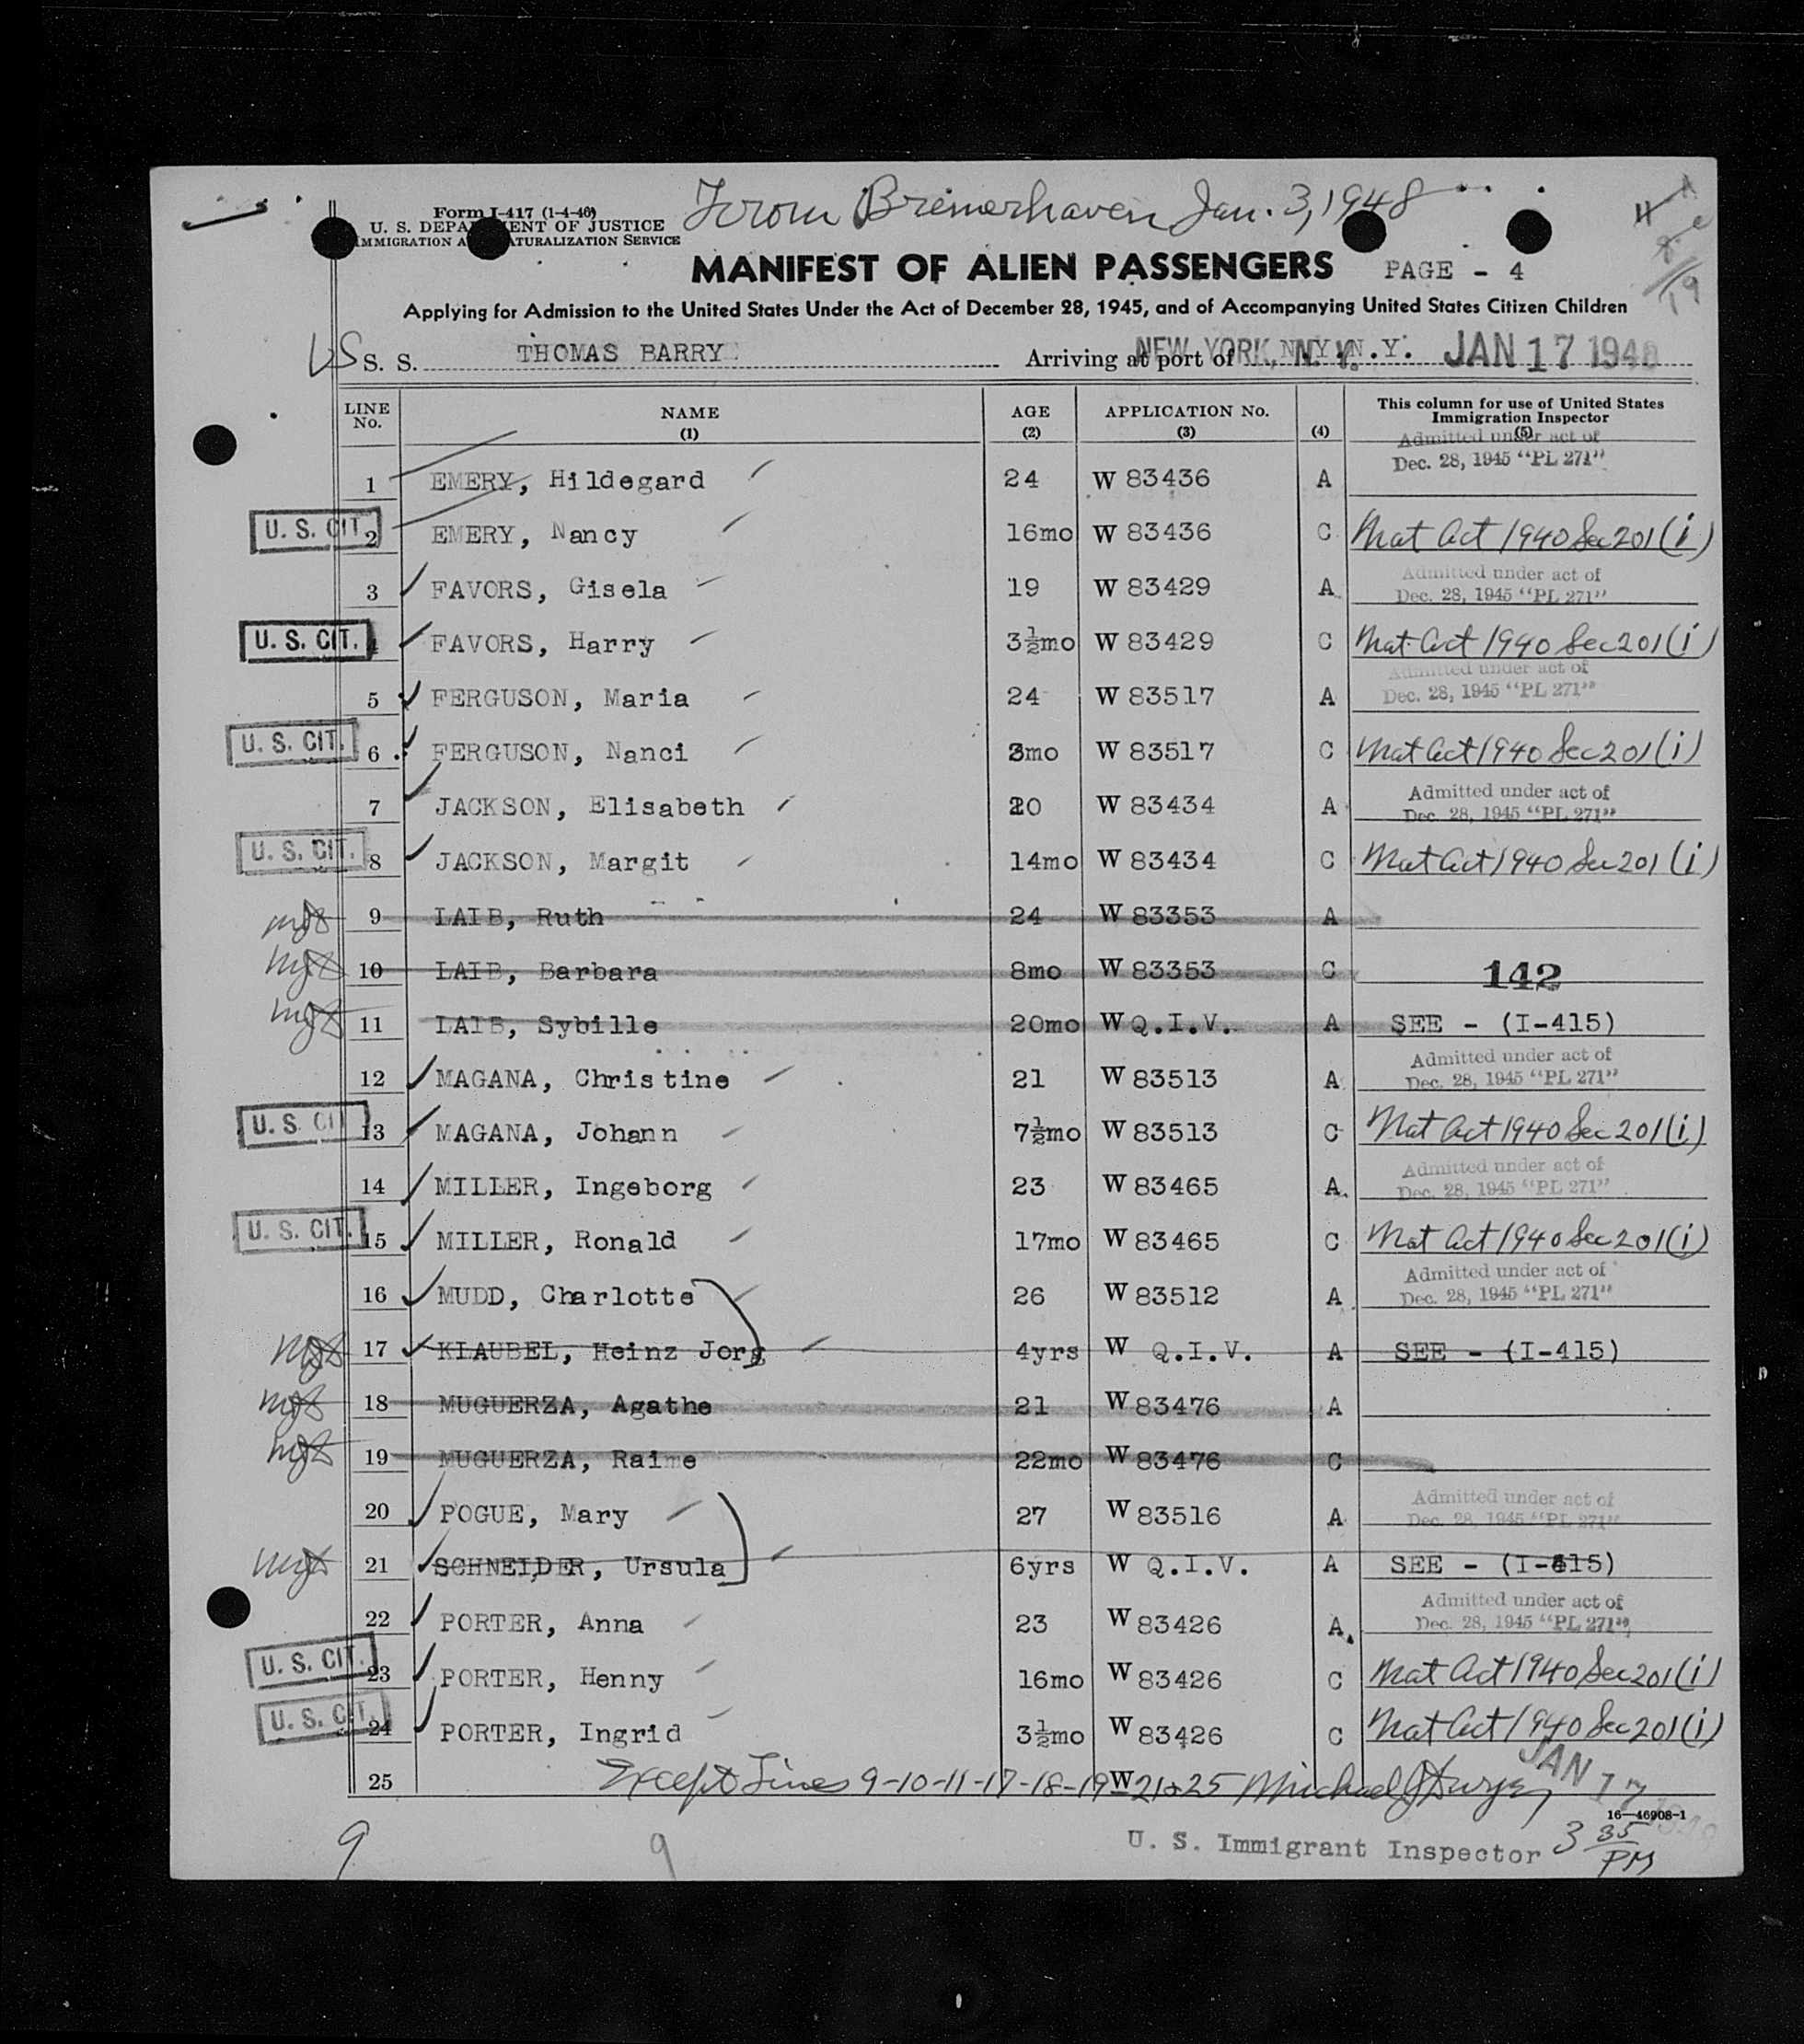 From Bremerhaven Jan. 3, 1948
Form I-417 (1-4-46)
U. S. DEPA ENT OF JUSTICE
IMMIGRATION A ATURALIZATION SERVICE
MANIFEST OF ALIEN PASSENGERS PAGE - 4
19
Applying for Admission to the United States Under the Act of December 28, 1945, and of Accompanying United States Citizen Children
US S. S. THOMAS BARRY Arriving at port of NEW YORK, N.Y. N.Y. JAN 17 1948
LINE No. NAME (1) AGE (2) APPLICATION No. (3) (4) This column for use of United States Immigration Inspector (5)
1 EMERY, Hildegard 24 W 83436 A Admitted under act of Dec. 28, 1945 "PL 271"
U. S. CIT. 2 EMERY, Nancy 16mo W 83436 C Nat Act 1940 Sec 201 (i)
3 FAVORS, Gisela 19 W 83429 A Admitted under act of Dec. 28, 1945 "PL 271"
U. S. CIT. 4 FAVORS, Harry 3½mo W 83429 C Nat Act 1940 Sec 201 (i)
5 FERGUSON, Maria 24 W 83517 A Admitted under act of Dec. 28, 1945 "PL 271"
U. S. CIT. 6 FERGUSON, Nanci 3mo W 83517 C Nat Act 1940 Sec 201 (i)
7 JACKSON, Elisabeth 20 W 83434 A Admitted under act of Dec. 28, 1945 "PL 271"
U. S. CIT. 8 JACKSON, Margit 14mo W 83434 C Nat Act 1940 Sec 201 (i)
9 LAIB, Ruth 24 W 83353 A
10 LAIB, Barbara 8mo W 83353 C 142
11 LAIB, Sybille 20mo W Q.I.V. A SEE - (I-415)
12 MAGANA, Christine 21 W 83513 A Admitted under act of Dec. 28, 1945 "PL 271"
U. S. CIT 13 MAGANA, Johann 7½mo W 83513 C Nat Act 1940 Sec 201 (i)
14 MILLER, Ingeborg 23 W 83465 A Admitted under act of Dec. 28, 1945 "PL 271"
U. S. CIT. 15 MILLER, Ronald 17mo W 83465 C Nat Act 1940 Sec 201 (i)
16 MUDD, Charlotte 26 W 83512 A Admitted under act of Dec. 28, 1945 "PL 271"
17 KLAUBEL, Heinz Jorg 4yrs W Q.I.V. A SEE - (I-415)
18 MUGUERZA, Agathe 21 W 83476 A
19 MUGUERZA, Raine 22mo W 83476 C
20 POGUE, Mary 27 W 83516 A Admitted under act of Dec. 28, 1945 "PL 271"
21 SCHNEIDER, Ursula 6yrs W Q.I.V. A SEE - (I-415)
22 PORTER, Anna 23 W 83426 A Admitted under act of Dec. 28, 1945 "PL 271"
U. S. CIT. 23 PORTER, Henny 16mo W 83426 C Nat Act 1940 Sec 201 (i)
U. S. CIT. 24 PORTER, Ingrid 3½mo W 83426 C Nat Act 1940 Sec 201 (i)
25 Except Lines 9-10-11-17-18-19 W 21+25 Michael J JAN 17 1948
16—46908-1
9 9 U. S. Immigrant Inspector 3 35 PM